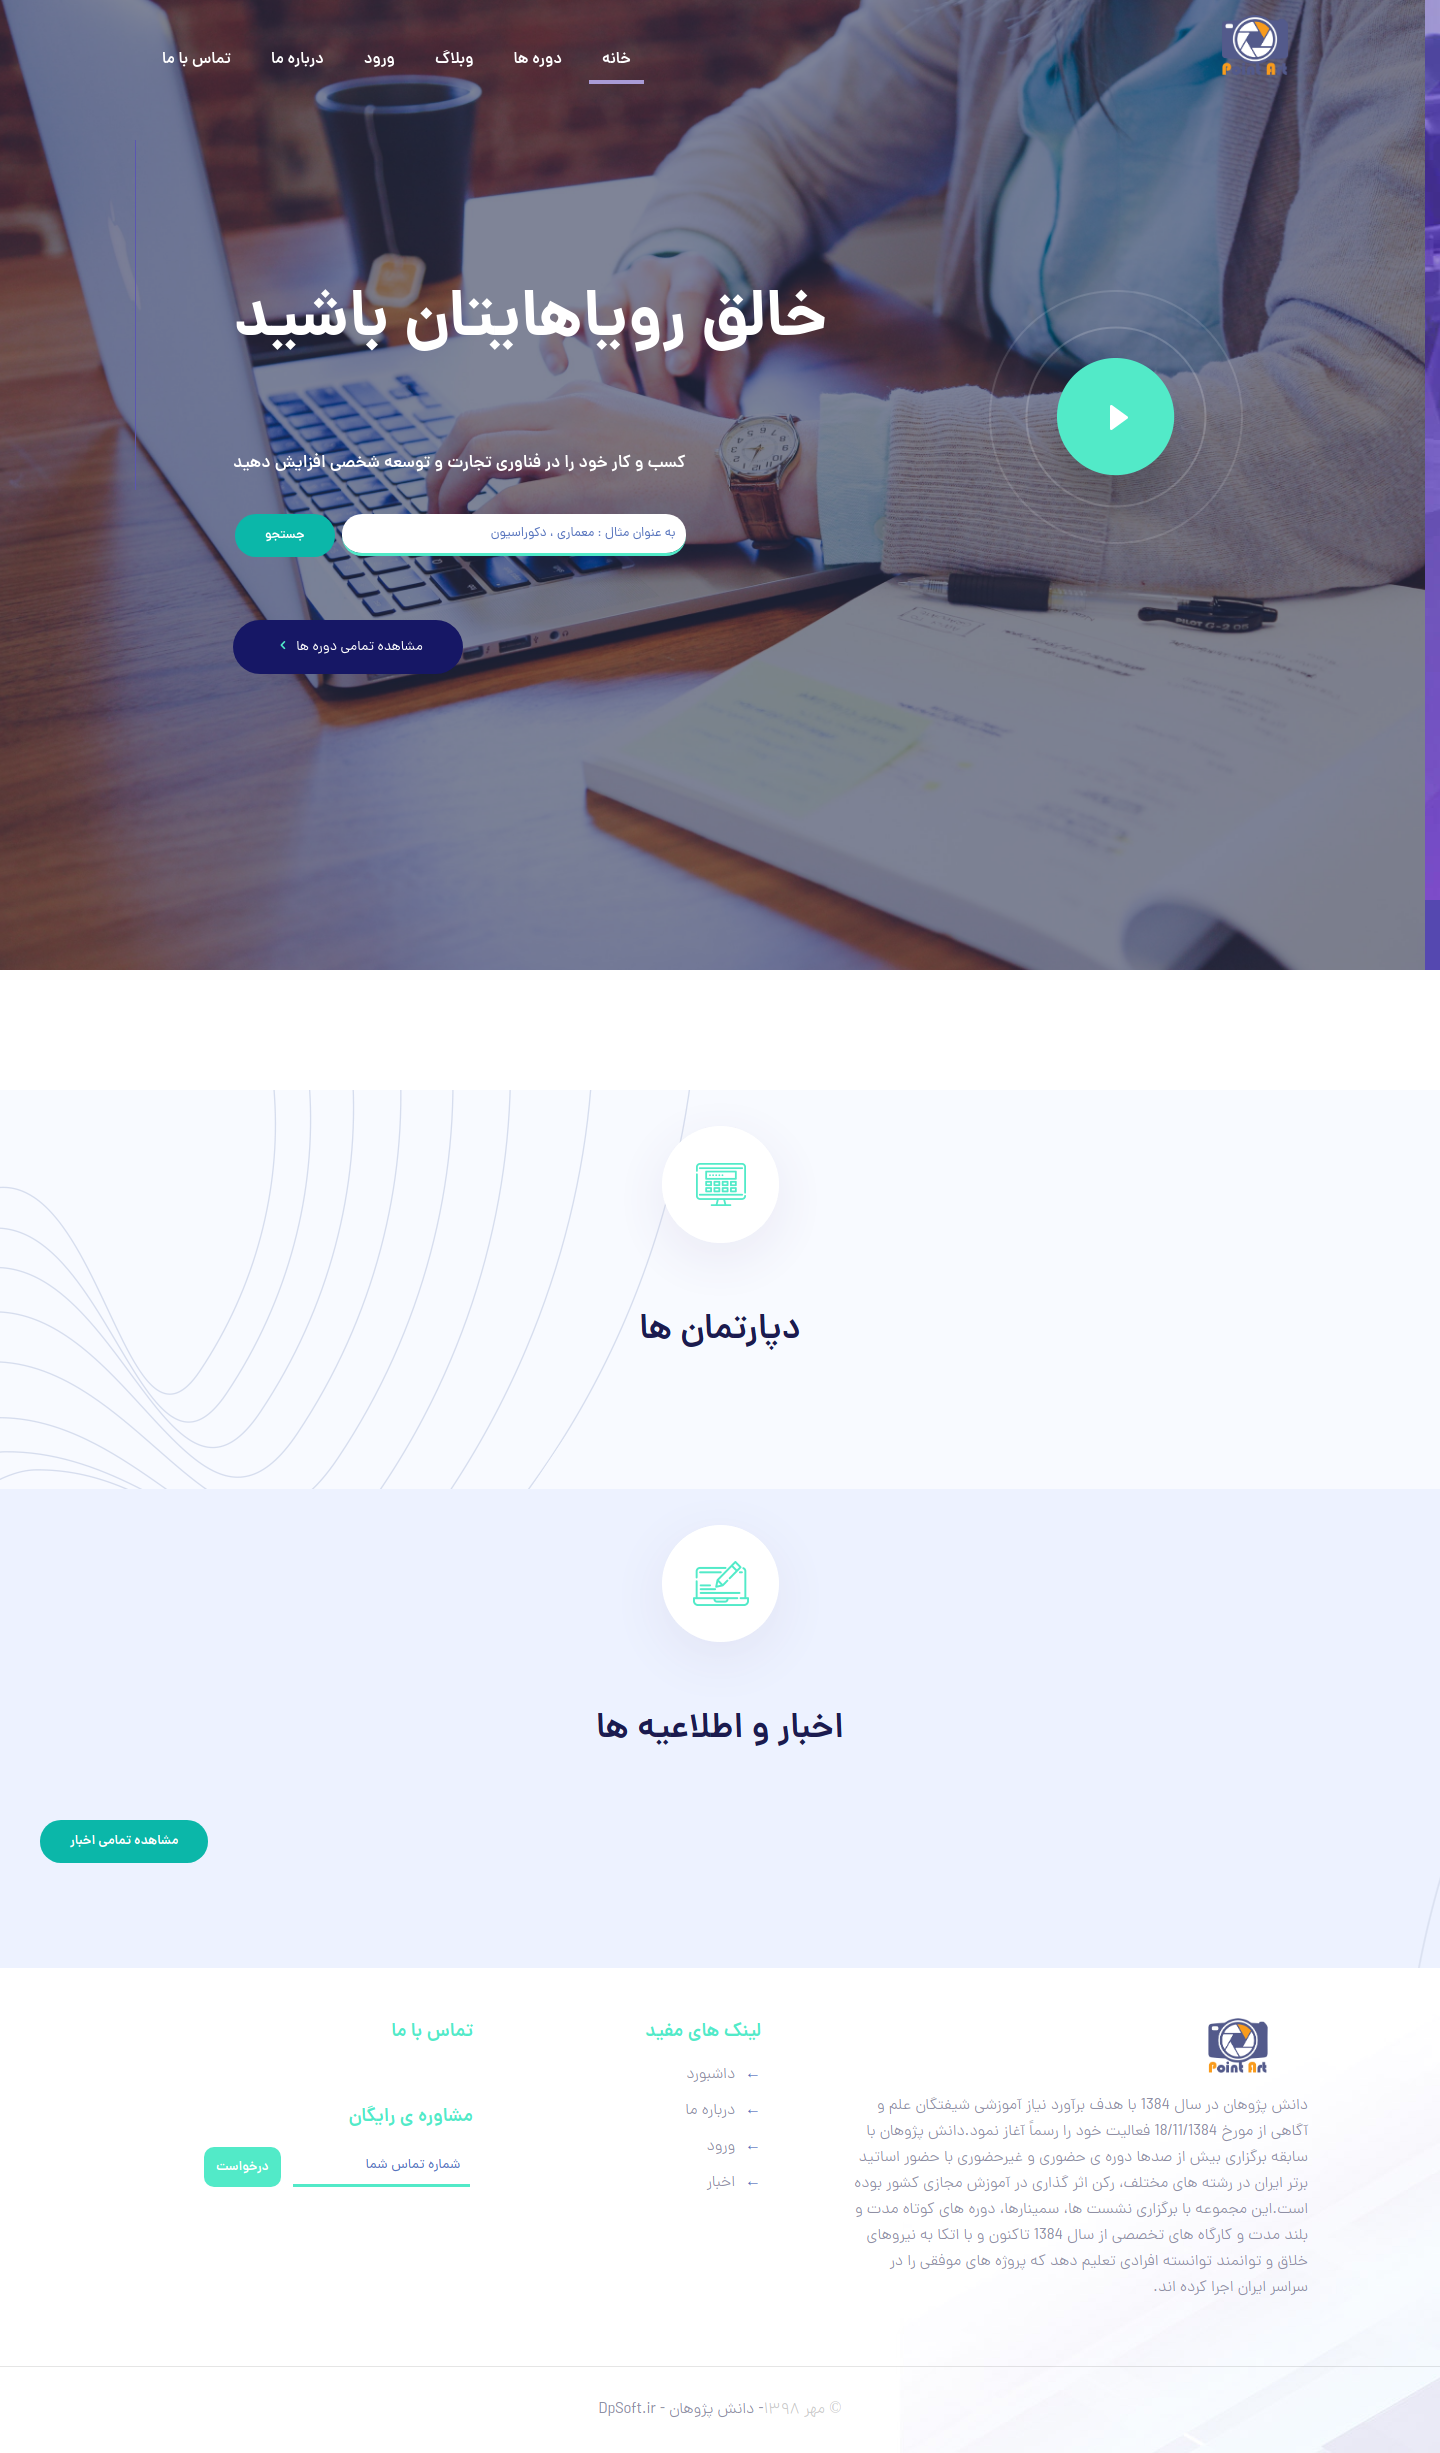 Point Art
خانه
دوره ها
وبلاگ
ورود
درباره ما
تماس با ما
خالق رویاهایتان باشید
کسب و کار خود را در فناوری تجارت و توسعه شخصی افزایش دهید
به عنوان مثال : معماری ، دکوراسیون
جستجو
مشاهده تمامی دوره ها
PILOT G-2 05
دپارتمان ها
اخبار و اطلاعیه ها
مشاهده تمامی اخبار
Point Art
دانش پژوهان در سال 1384 با هدف برآورد نیاز آموزشی شیفتگان علم و
آگاهی از مورخ 18/11/1384 فعالیت خود را رسماً آغاز نمود.دانش پژوهان با
سابقه برگزاری بیش از صدها دوره ی حضوری و غیرحضوری با حضور اساتید
برتر ایران در رشته های مختلف، رکن اثر گذاری در آموزش مجازی کشور بوده
است.این مجموعه با برگزاری نشست ها، سمینارها، دوره های کوتاه مدت و
بلند مدت و کارگاه های تخصصی از سال 1384 تاکنون و با اتکا به نیروهای
خلاق و توانمند توانسته افرادی تعلیم دهد که پروژه های موفقی را در
سراسر ایران اجرا کرده اند.
لینک های مفید
← داشبورد
← درباره ما
← ورود
← اخبار
تماس با ما
مشاوره ی رایگان
شماره تماس شما
درخواست
© مهر ۱۳۹۸- دانش پژوهان - DpSoft.ir